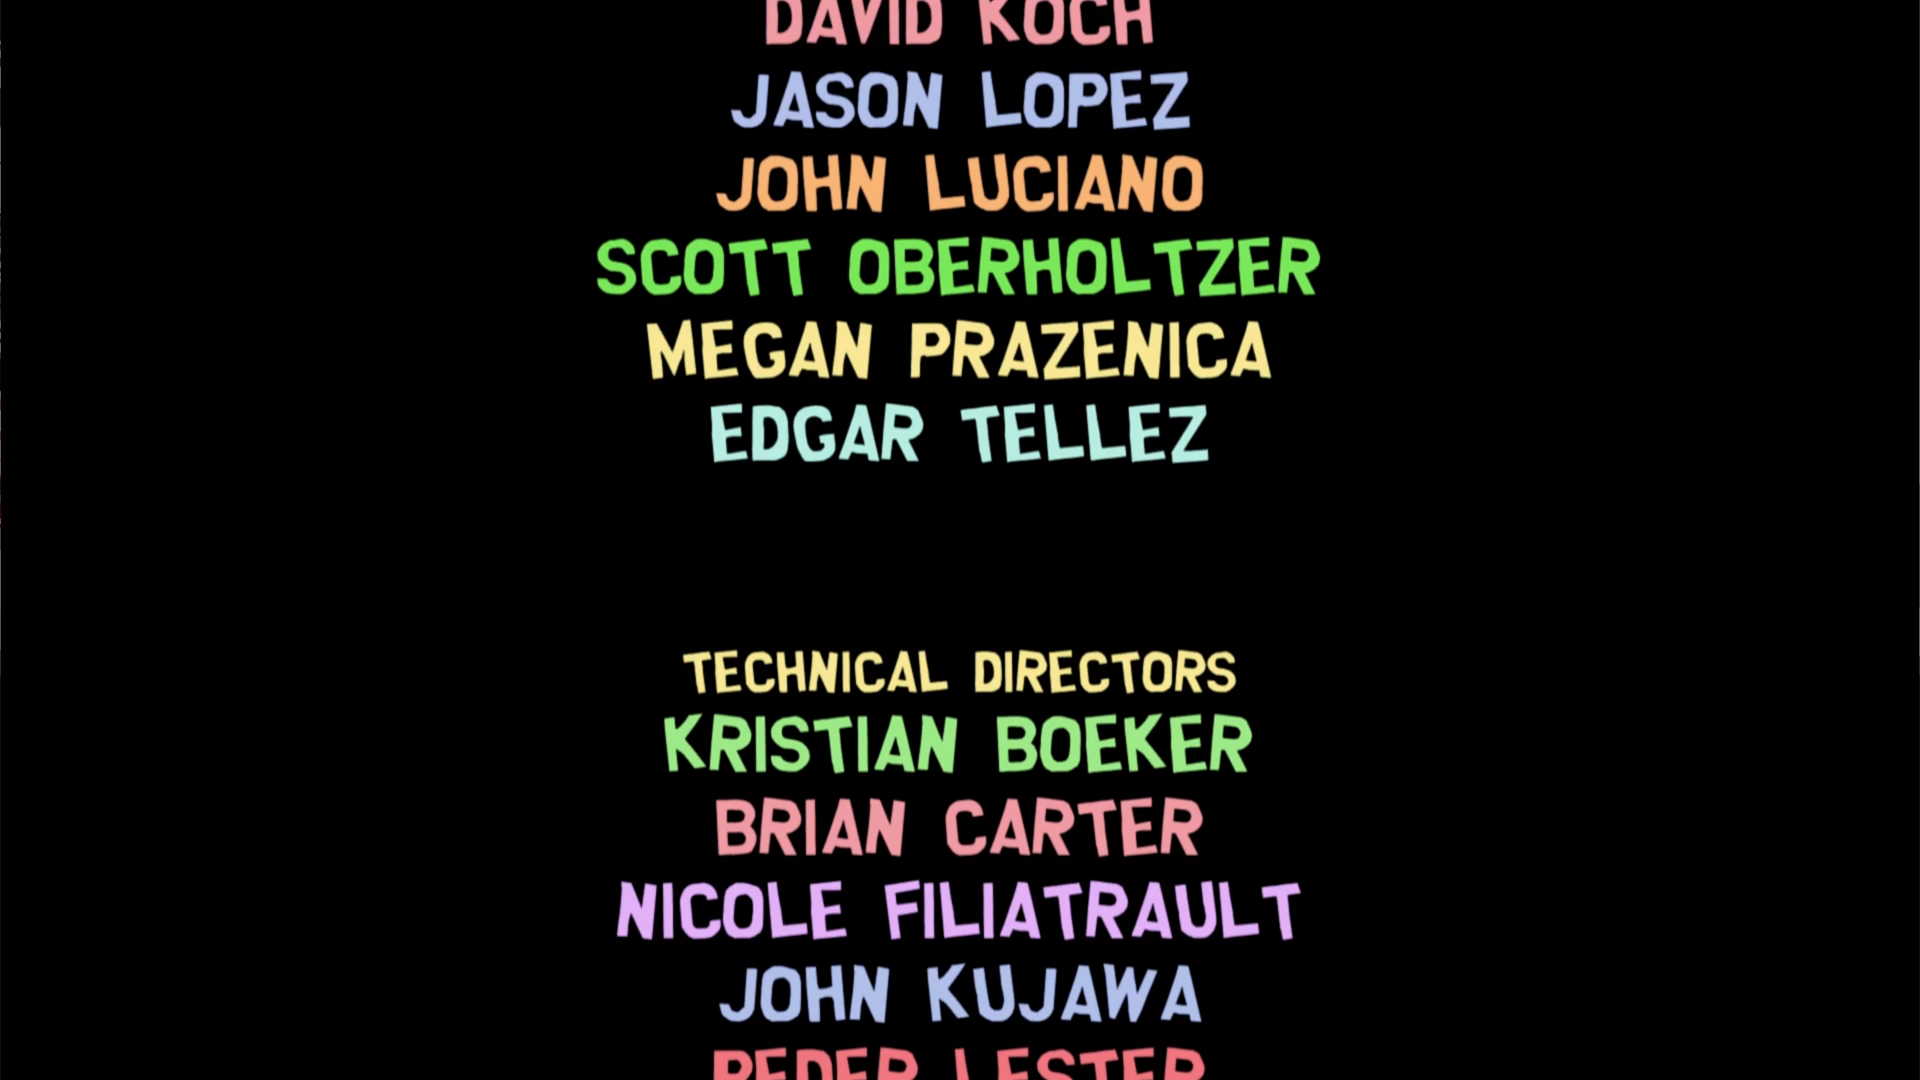 DAVID KOCH
JASON LOPEZ
JOHN LUCIANO
SCOTT OBERHOLTZER
MEGAN PRAZENICA
EDGAR TELLEZ
TECHNICAL DIRECTORS
KRISTIAN BOEKER
BRIAN CARTER
NICOLE FILIATRAULT
JOHN KUJAWA
LESTER